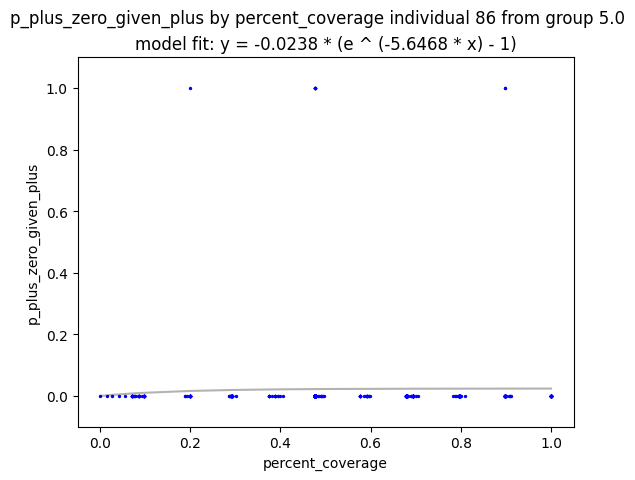 p_plus_zero_given_plus by percent_coverage individual 86 from group 5.0
model fit: y = -0.0238 * (e ^ (-5.6468 * x) - 1)
1.0
0.8
0.6
0.4
0.2
0.0
p_plus_zero_given_plus
0.0 0.2 0.4 0.6 0.8 1.0
percent_coverage